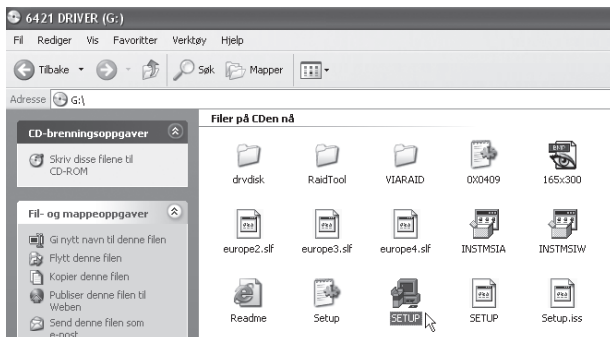 6421 DRIVER (G:)
Fil Rediger Vis Favoritter Verktøy Hjelp
Tilbake Søk Mapper
Adresse G:\
CD-brenningsoppgaver
Skriv disse filene til
CD-ROM
Fil- og mappeoppgaver
Gi nytt navn til denne filen
Flytt denne filen
Kopier denne filen
Publiser denne filen til
Weben
Send denne filen som
e-post
Filer på CDen nå
drvdisk RaidTool VIARAID 0X0409 165x300
europe2.slf europe3.slf europe4.slf INSTMSIA INSTMSIW
Readme Setup SETUP SETUP Setup.iss